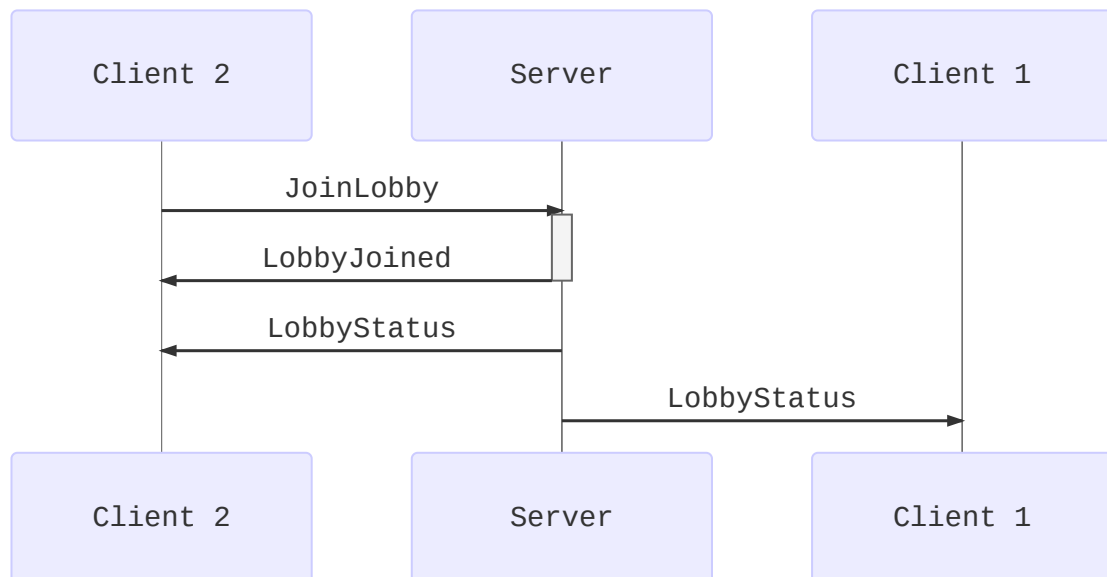 Client 2
Server
Client 1
JoinLobby
LobbyJoined
LobbyStatus
LobbyStatus
Client 2
Server
Client 1